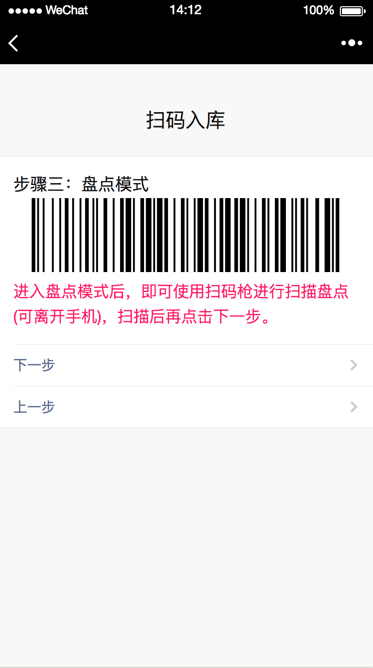 ●●●●● WeChat 14:12 100%
扫码入库
步骤三：盘点模式
进入盘点模式后，即可使用扫码枪进行扫描盘点
(可离开手机)，扫描后再点击下一步。
下一步
上一步